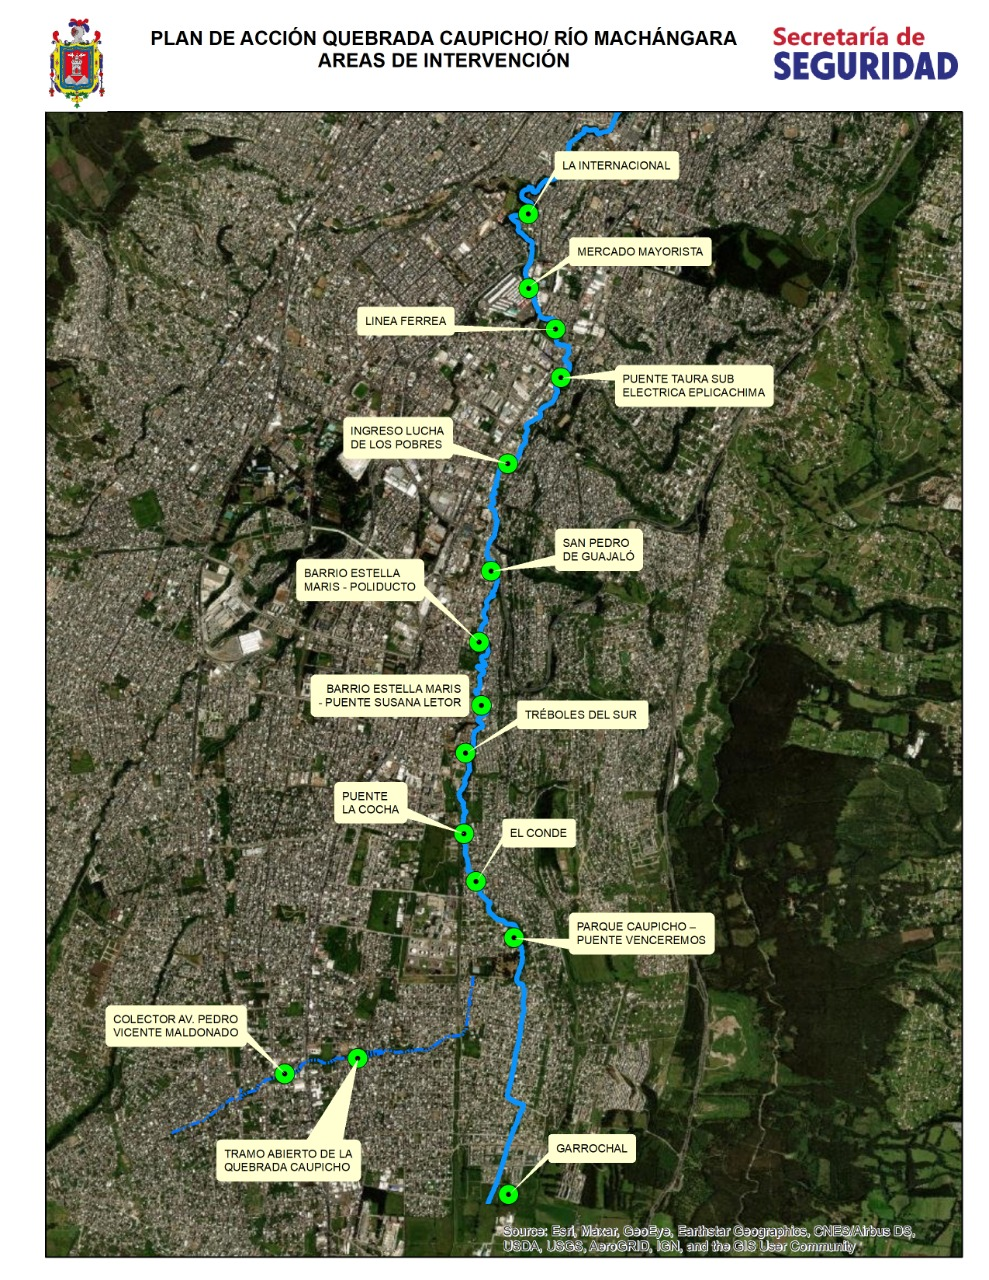 PLAN DE ACCIÓN QUEBRADA CAUPICHO/ RÍO MACHÁNGARA
AREAS DE INTERVENCIÓN
Secretaría de
SEGURIDAD
LA INTERNACIONAL
MERCADO MAYORISTA
LINEA FERREA
PUENTE TAURA SUB
ELECTRICA EPLICACHIMA
INGRESO LUCHA
DE LOS POBRES
SAN PEDRO
DE GUAJALÓ
BARRIO ESTELLA
MARIS - POLIDUCTO
BARRIO ESTELLA MARIS
- PUENTE SUSANA LETOR
TRÉBOLES DEL SUR
PUENTE
LA COCHA
EL CONDE
PARQUE CAUPICHO –
PUENTE VENCEREMOS
COLECTOR AV. PEDRO
VICENTE MALDONADO
TRAMO ABIERTO DE LA
QUEBRADA CAUPICHO
GARROCHAL
Source: Esri, Maxar, GeoEye, Earthstar Geographics, CNES/Airbus DS,
USDA, USGS, AeroGRID, IGN, and the GIS User Community